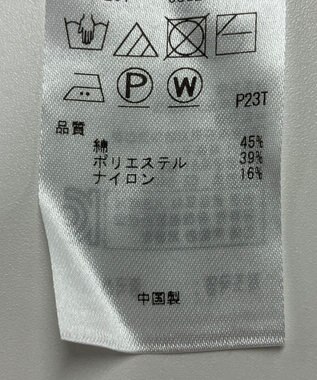 P
W
P23T
品質
綿 45%
ポリエステル 39%
ナイロン 16%
中国製